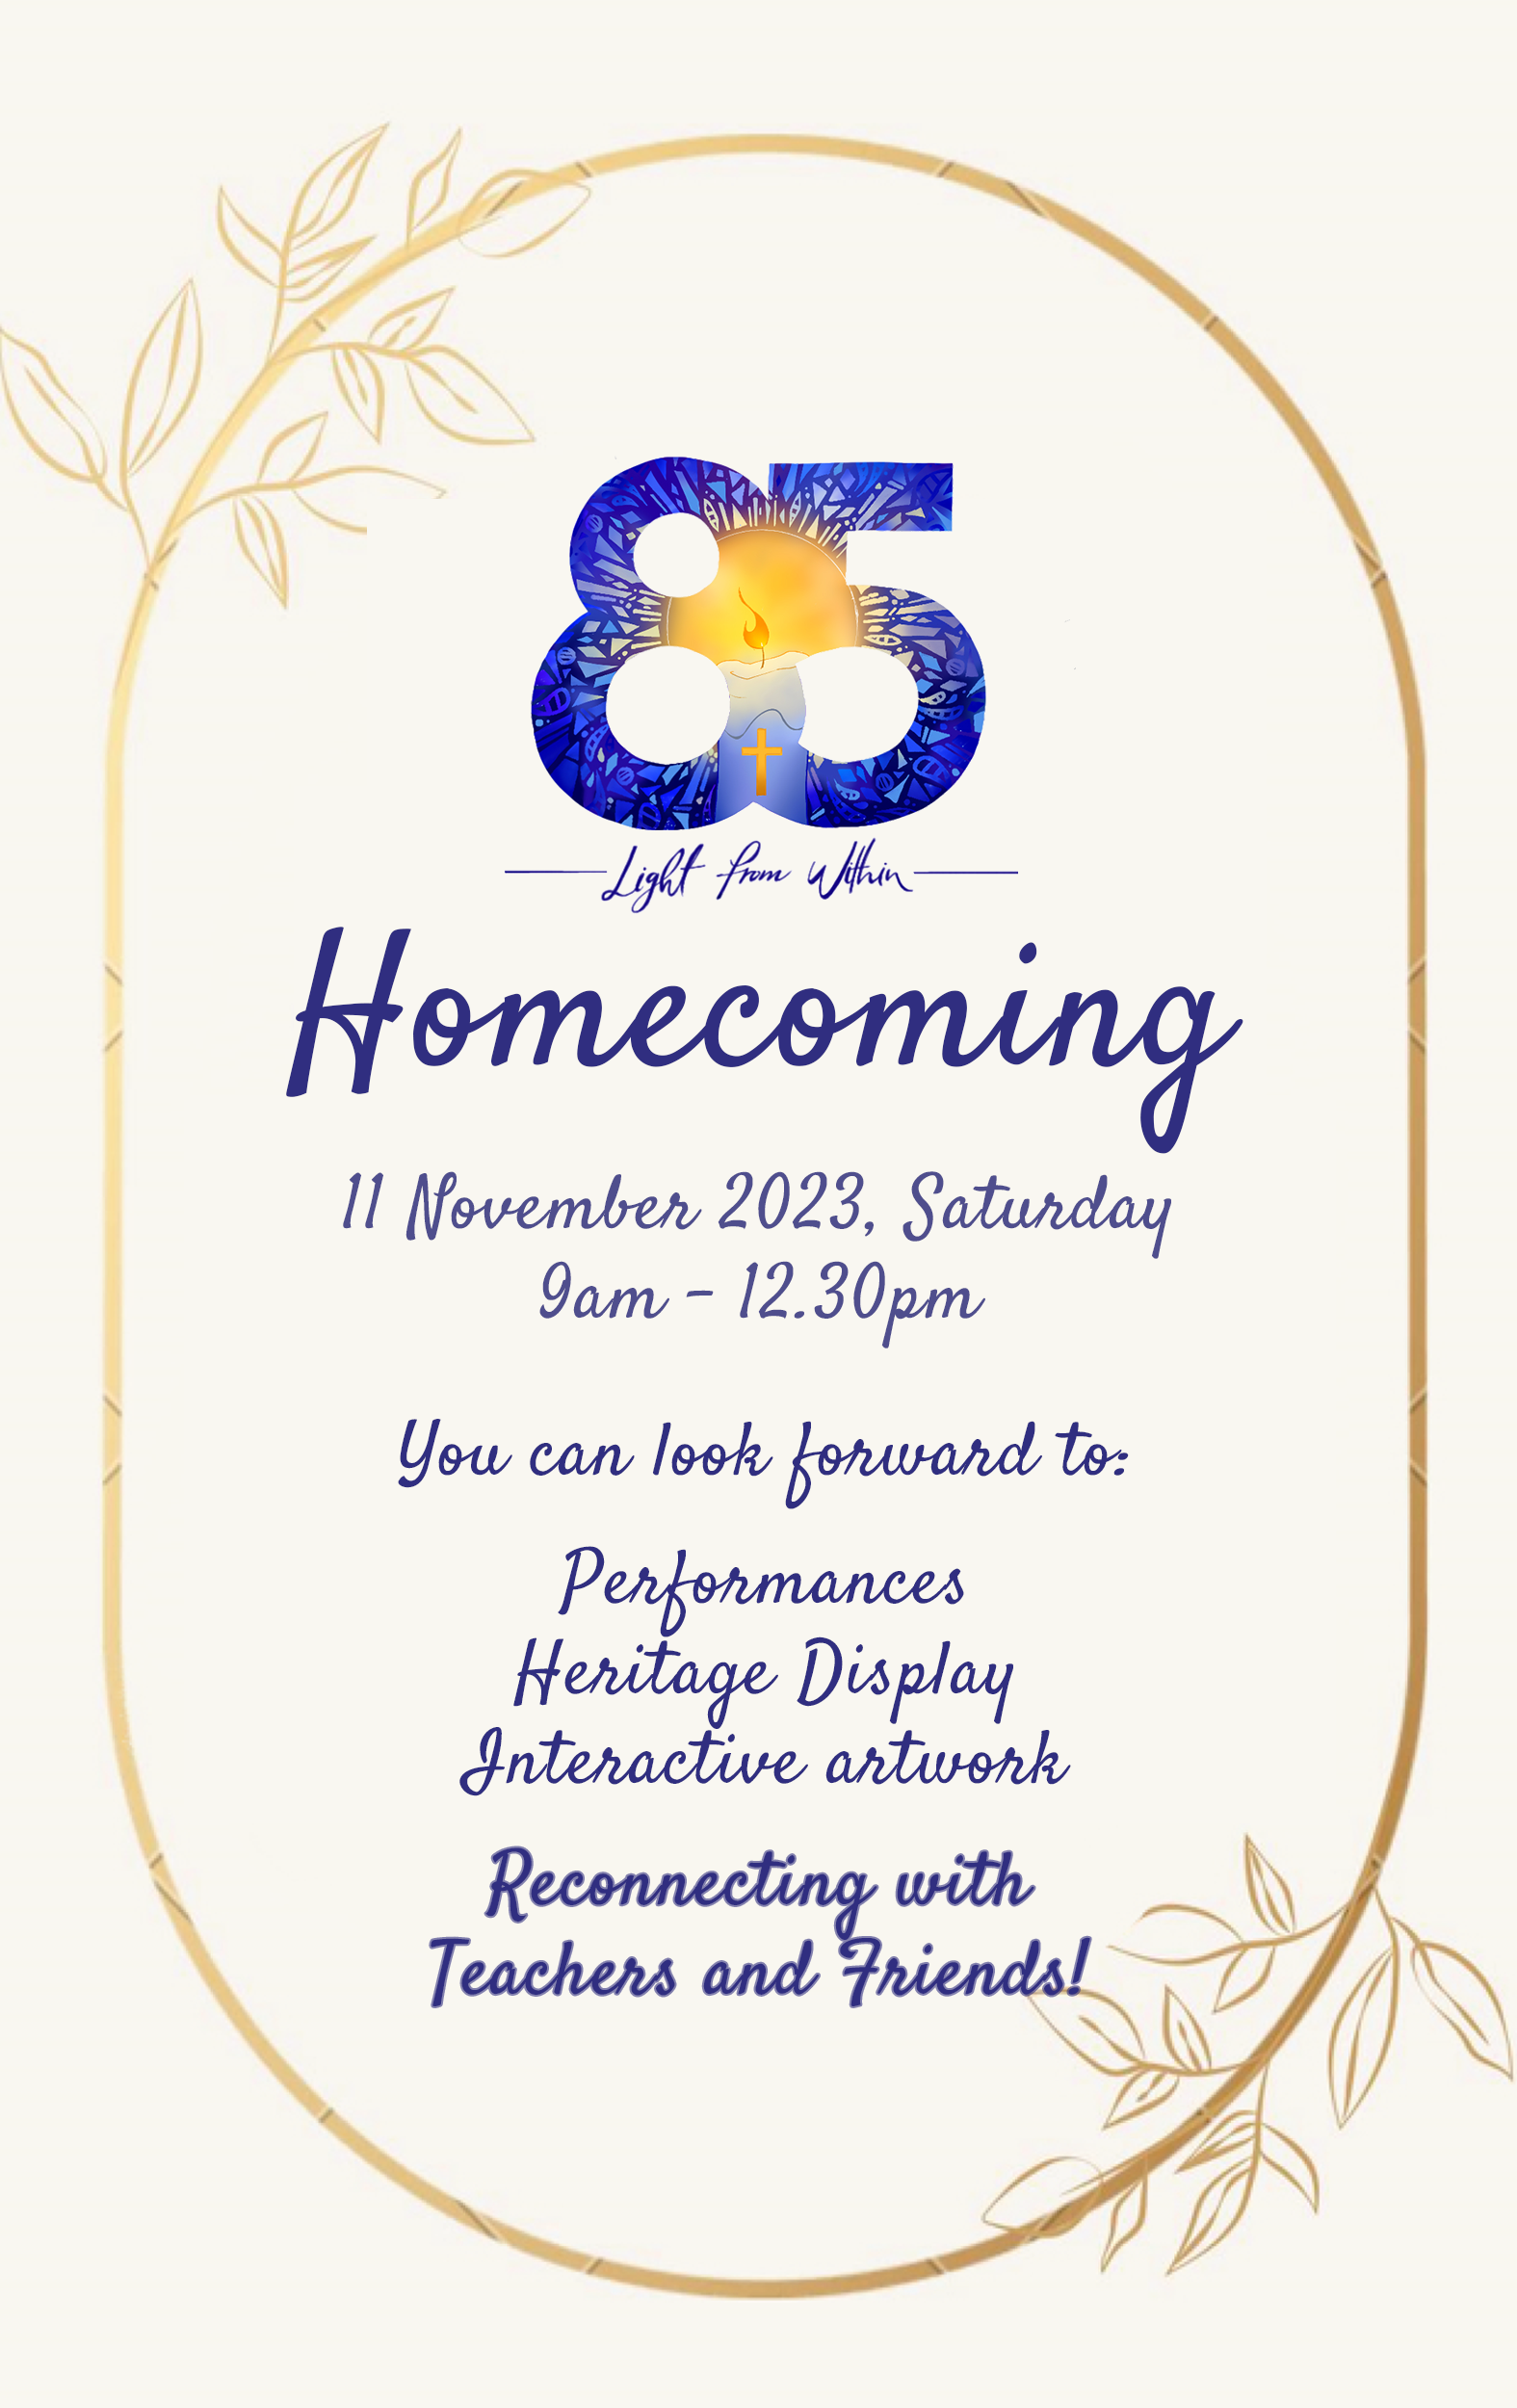 85
Light from Within
Homecoming
11 November 2023, Saturday
9am - 12.30pm
You can look forward to:
Performances
Heritage Display
Interactive artwork
Reconnecting with
Teachers and Friends!